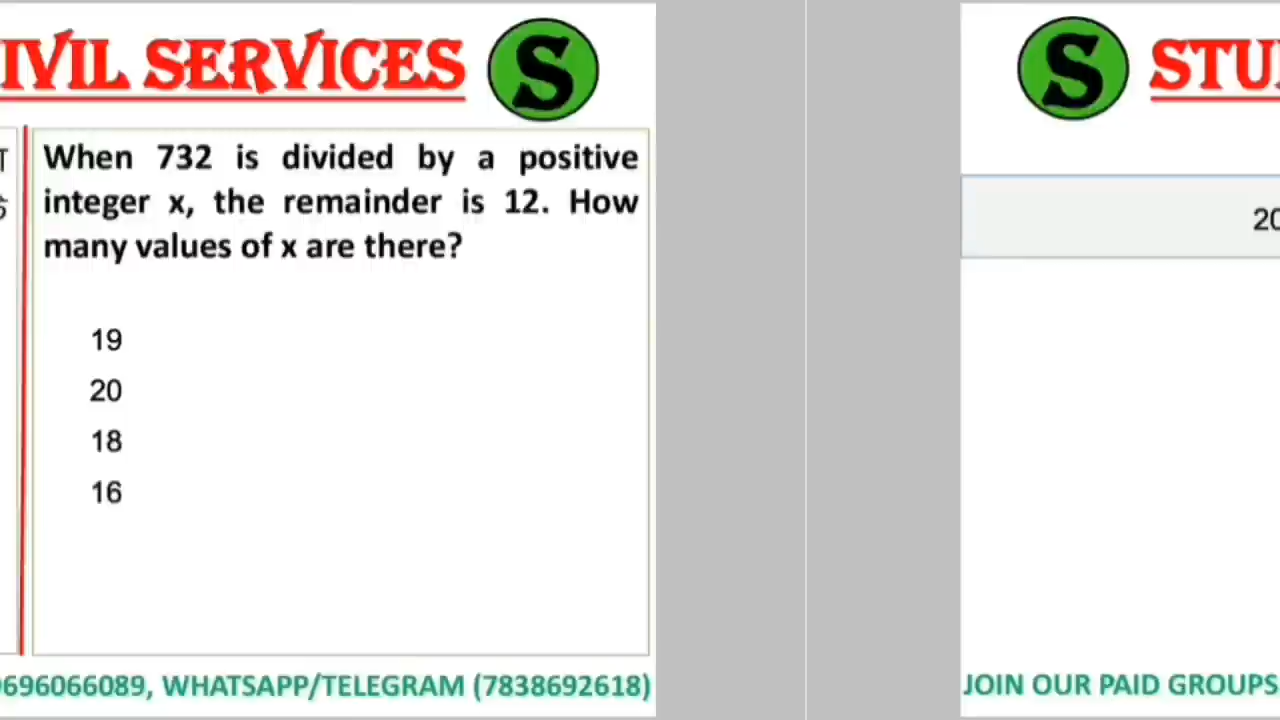 IVIL SERVICES
S
S
When 732 is divided by a positive
integer x, the remainder is 12. How
many values of x are there?
19
20
18
16
696066089, WHATSAPP/TELEGRAM (7838692618)
STU
20
JOIN OUR PAID GROUPS